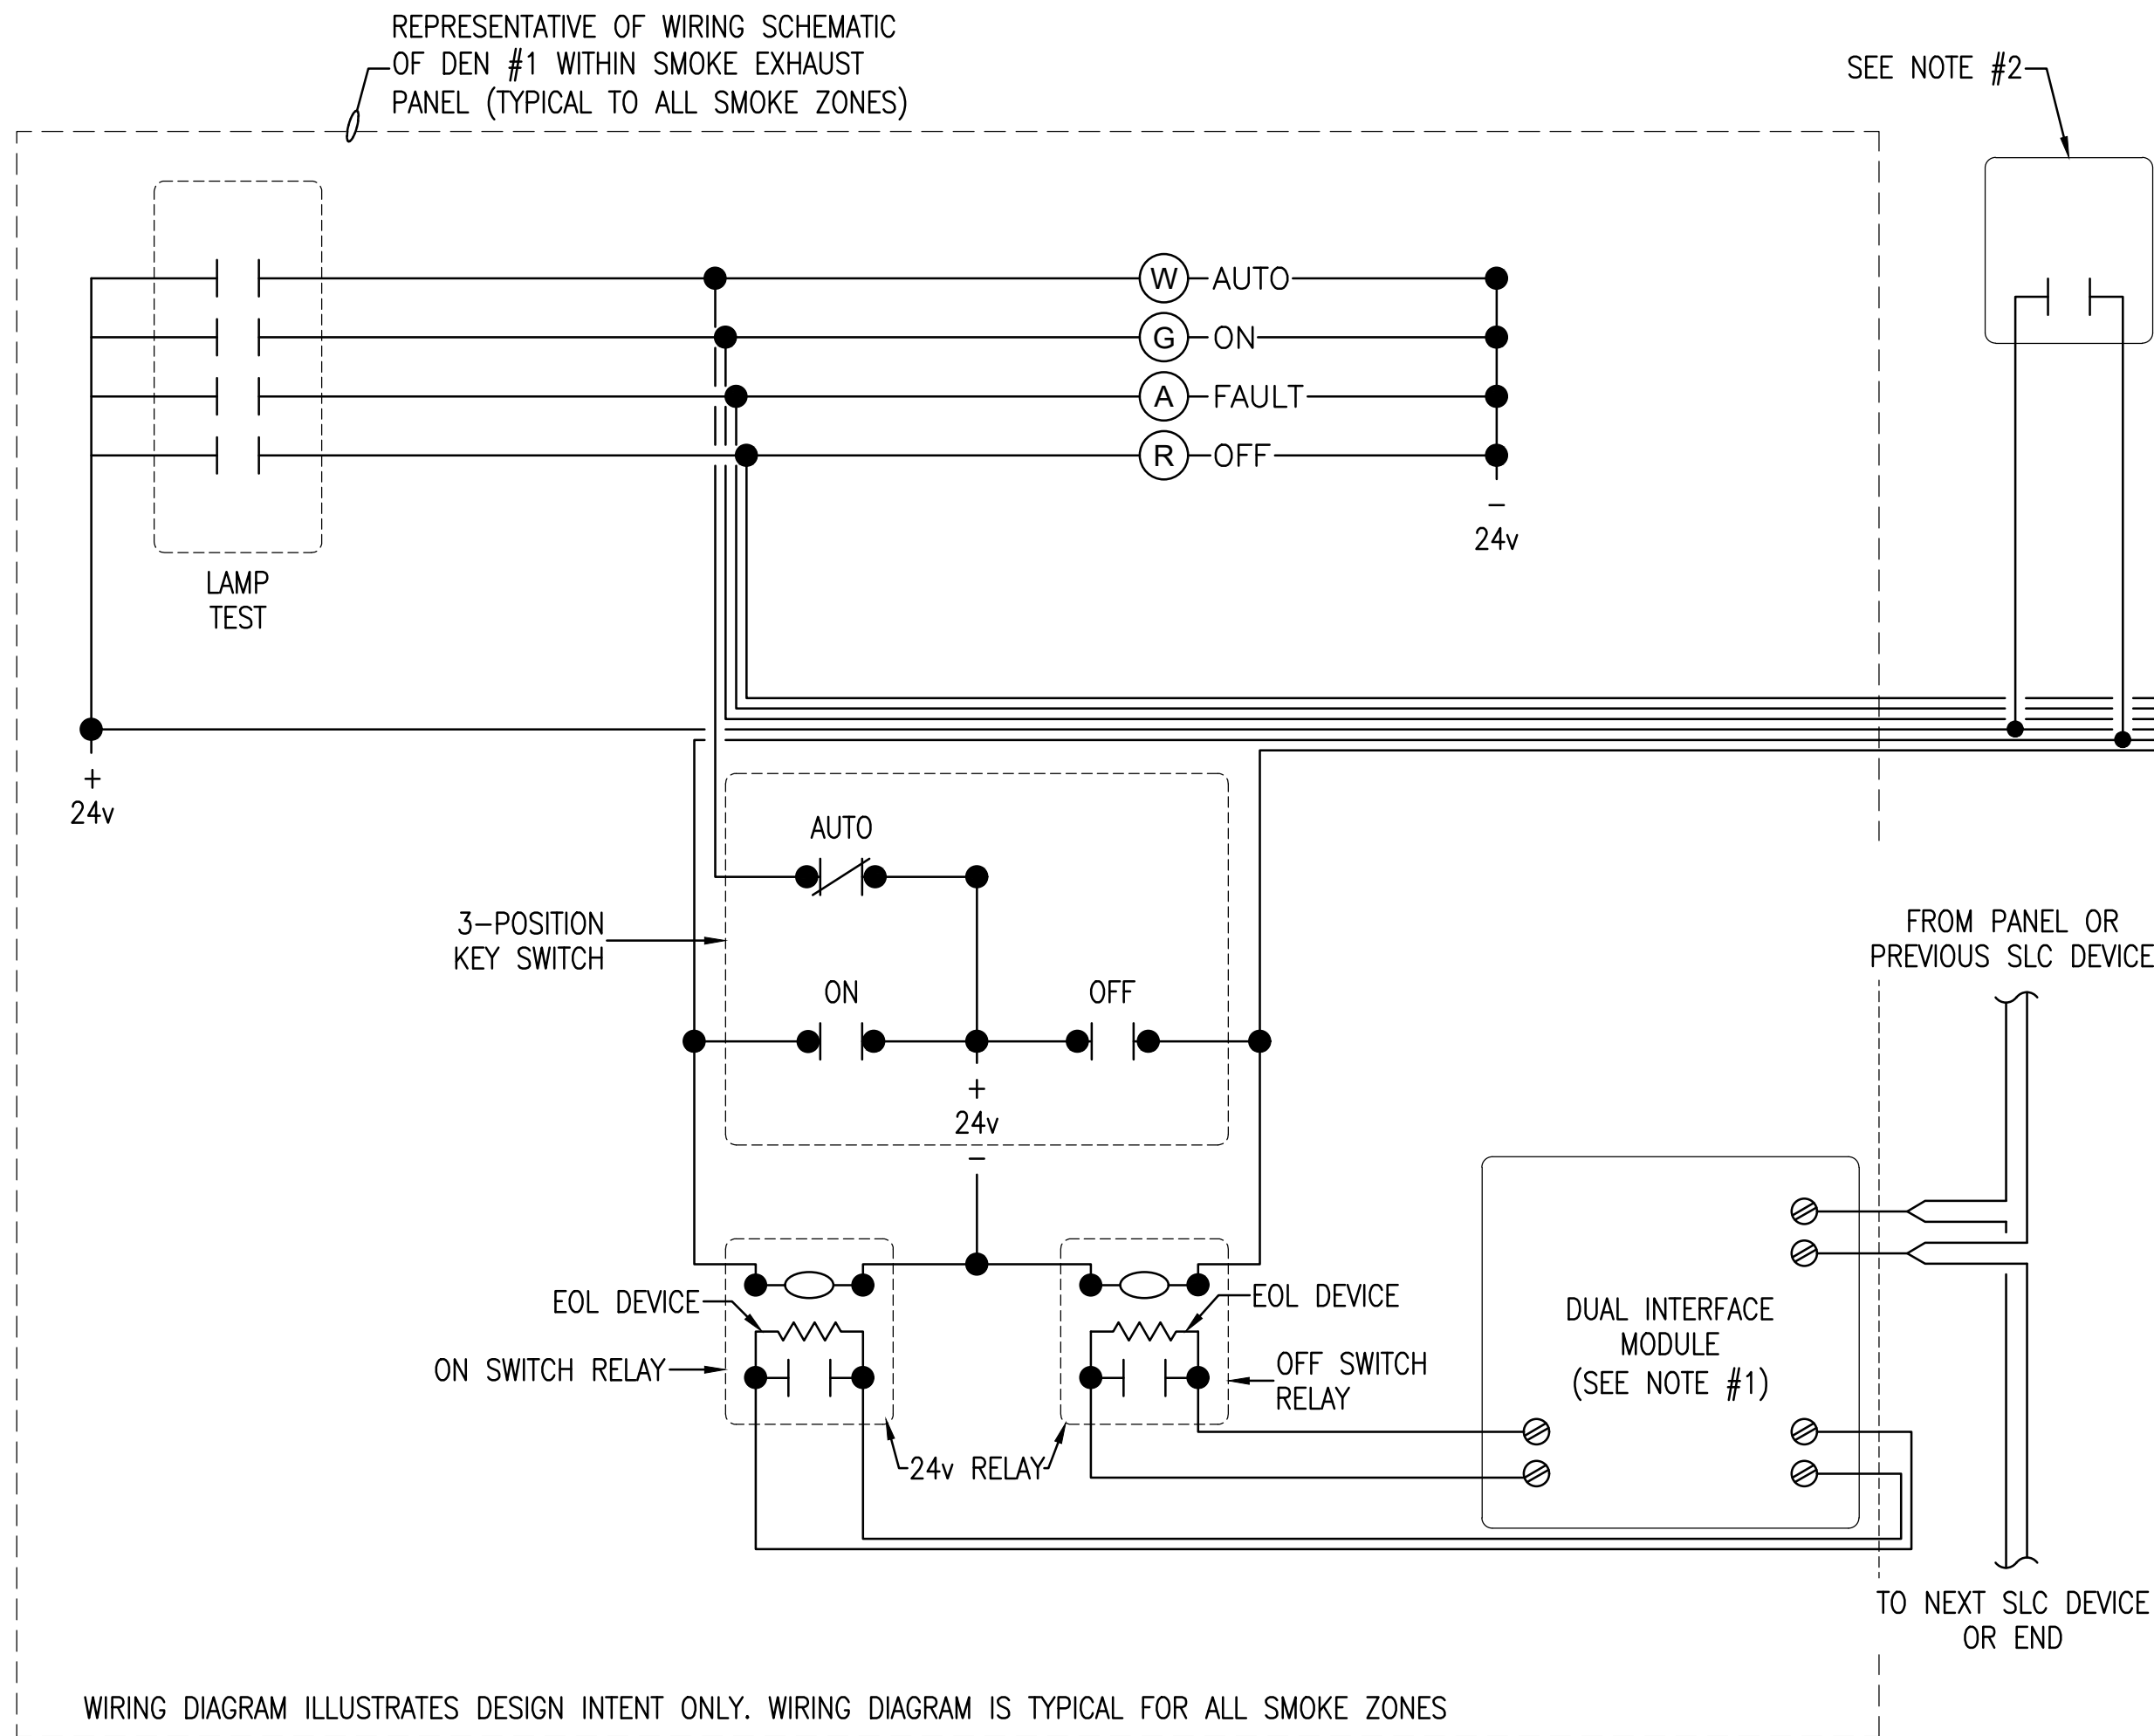 REPRESENTATIVE OF WIRING SCHEMATIC
OF DEN #1 WITHIN SMOKE EXHAUST
PANEL (TYPICAL TO ALL SMOKE ZONES)
SEE NOTE #2
W AUTO
G ON
A FAULT
R OFF
−
24v
LAMP
TEST
+
24v
AUTO
3-POSITION
KEY SWITCH
ON
OFF
+
24v
−
FROM PANEL OR
PREVIOUS SLC DEVICE
EOL DEVICE
EOL DEVICE
ON SWITCH RELAY
OFF SWITCH
RELAY
24v RELAY
DUAL INTERFACE
MODULE
(SEE NOTE #1)
TO NEXT SLC DEVICE
OR END
WIRING DIAGRAM ILLUSTRATES DESIGN INTENT ONLY. WIRING DIAGRAM IS TYPICAL FOR ALL SMOKE ZONES